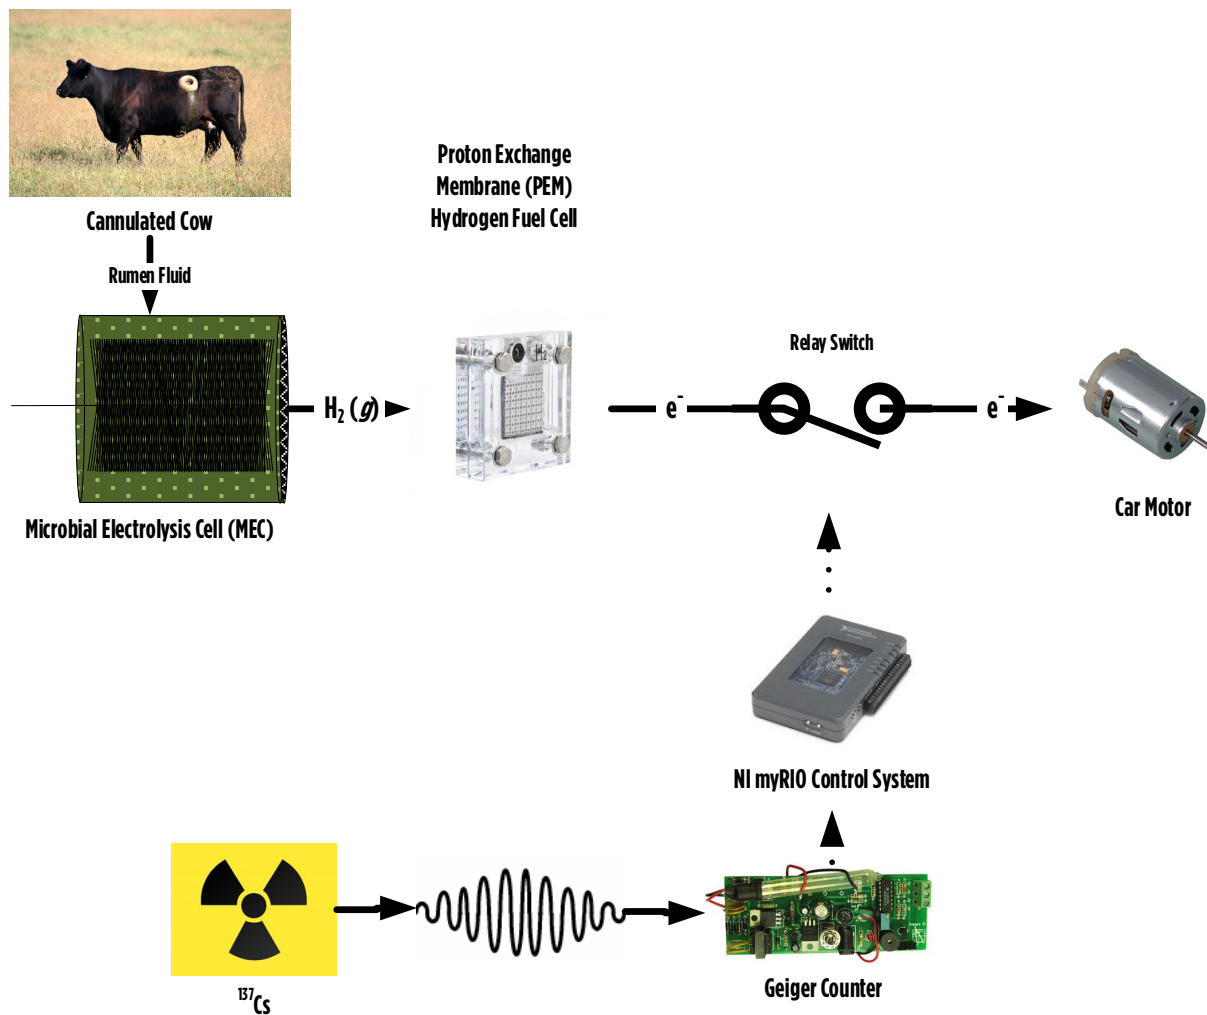 Cannulated Cow
Rumen Fluid
Proton Exchange
Membrane (PEM)
Hydrogen Fuel Cell
H₂
H₂ (g)
Microbial Electrolysis Cell (MEC)
e⁻
Relay Switch
e⁻
Car Motor
NI myRIO Control System
¹³⁷Cs
Geiger Counter